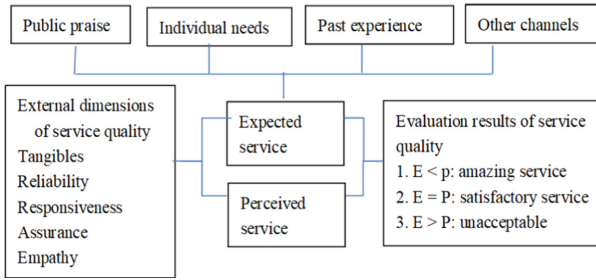 Public praise
Individual needs
Past experience
Other channels
External dimensions
of service quality
Tangibles
Reliability
Responsiveness
Assurance
Empathy
Expected
service
Perceived
service
Evaluation results of service
quality
1. E < p: amazing service
2. E = P: satisfactory service
3. E > P: unacceptable